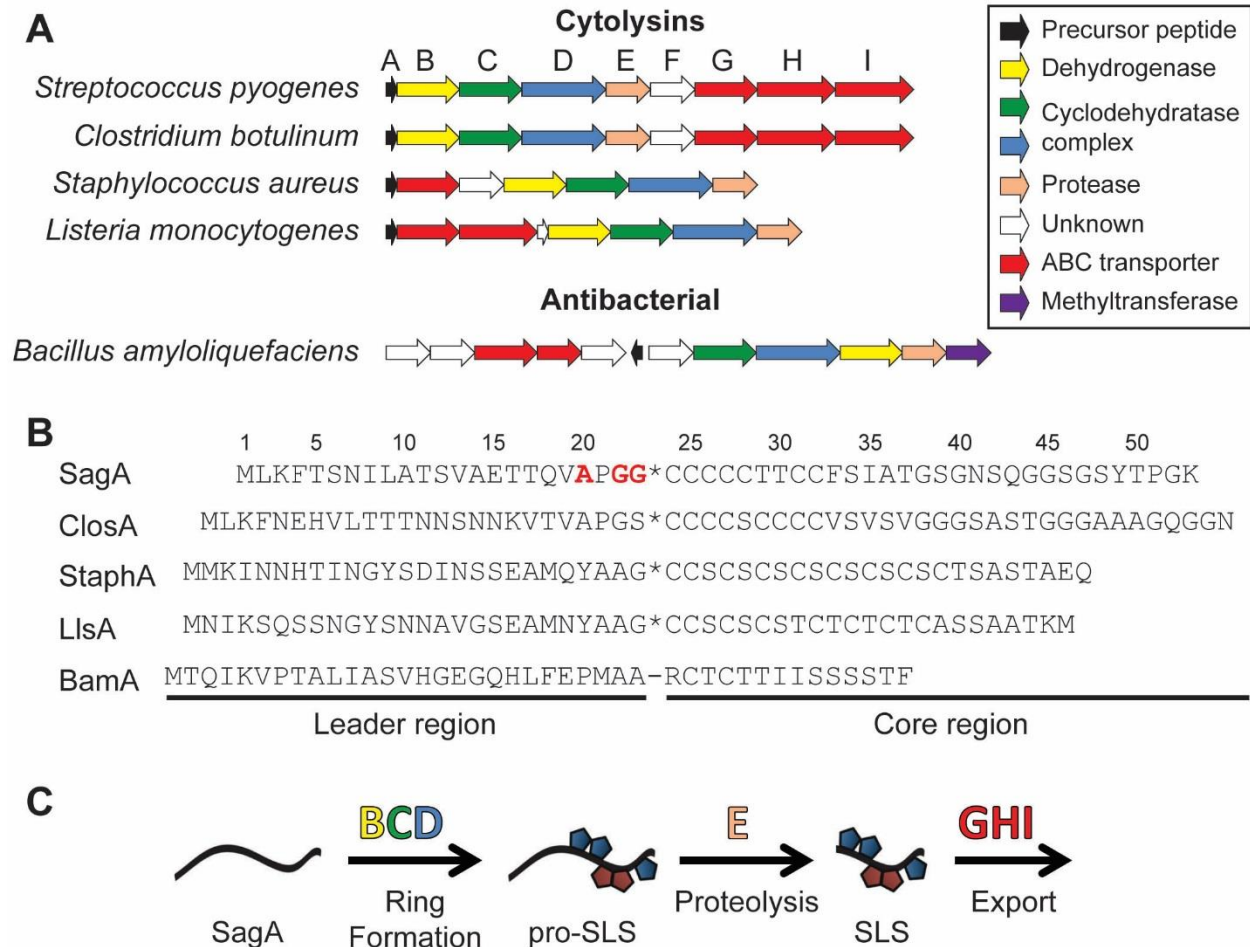 A
Cytolysins
A B C D E F G H I
Streptococcus pyogenes
Clostridium botulinum
Staphylococcus aureus
Listeria monocytogenes
Antibacterial
Bacillus amyloliquefaciens
Precursor peptide
Dehydrogenase
Cyclodehydratase
complex
Protease
Unknown
ABC transporter
Methyltransferase
B
1 5 10 15 20 25 30 35 40 45 50
SagA MLKFTSNILATSVAETTQVAPGG*CCCCCTTCCFSIATGSGNSQGGSGSYTPGK
ClosA MLKFNEHVLTTTNNSNNKVTVAPGS*CCCCSCCCCVSVSVGGGSASTGGGAAAGQGGN
StaphA MMKINNHTINGYSDINSSEAMQYAAG*CCSCSCSCSCSCSCSCTSASTAEQ
LlsA MNIKSQSSNGYSNNAVGSEAMNYAAG*CCSCSCSTCTCTCTCASSAATKM
BamA MTQIKVPTALIASVHGEGQHLFEPMAA–RCTCTTIISSSSTF
Leader region Core region
C
BCD E GHI
Ring Proteolysis Export
Formation
SagA pro-SLS SLS